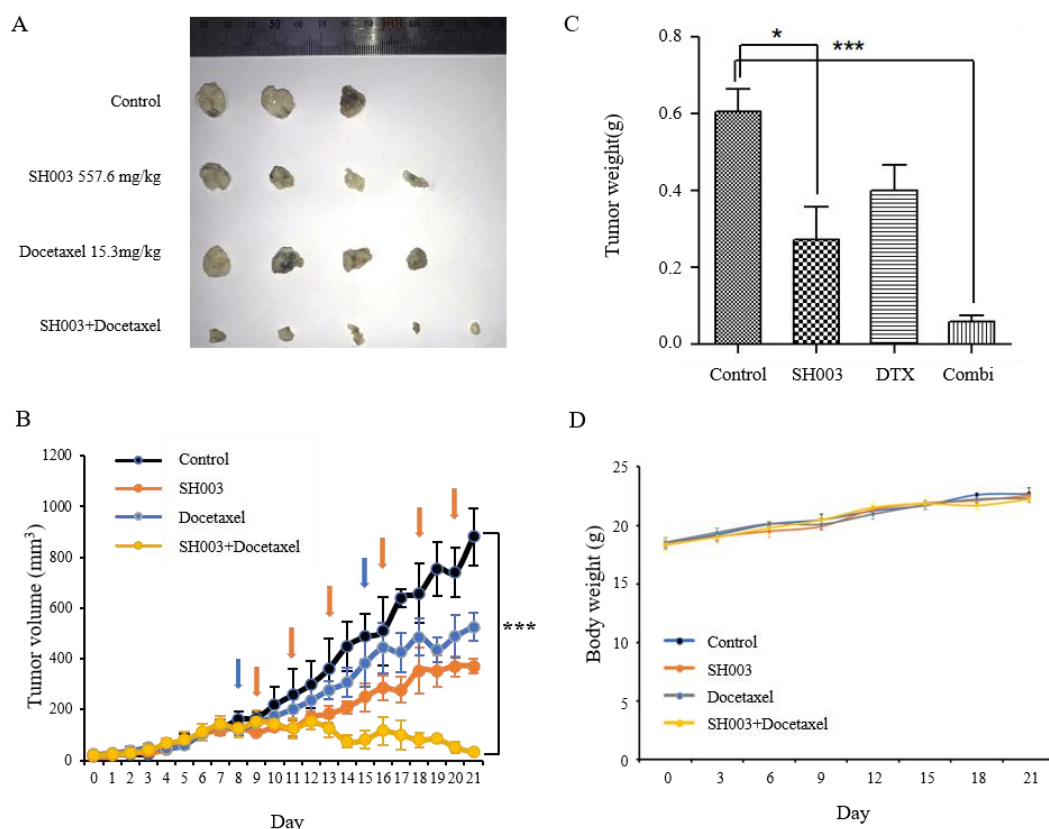 A
Control
SH003 557.6 mg/kg
Docetaxel 15.3mg/kg
SH003+Docetaxel
C
*
***
Tumor weight(g)
0.6
0.4
0.2
0.0
Control SH003 DTX Combi
B
Tumor volume (mm³)
1200
1000
800
600
400
200
0
Control
SH003
Docetaxel
SH003+Docetaxel
***
0 1 2 3 4 5 6 7 8 9 10 11 12 13 14 15 16 17 18 19 20 21
Day
D
Body weight (g)
25
20
15
10
5
0
Control
SH003
Docetaxel
SH003+Docetaxel
0 3 6 9 12 15 18 21
Day